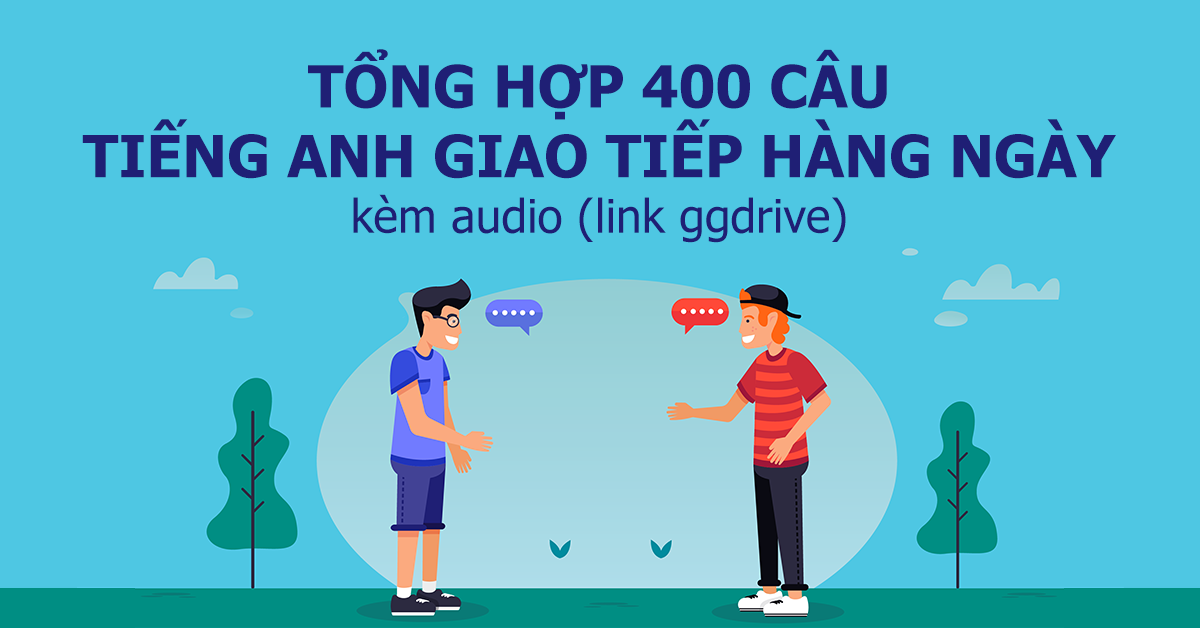 TỔNG HỢP 400 CÂU
TIẾNG ANH GIAO TIẾP HÀNG NGÀY
kèm audio (link ggdrive)